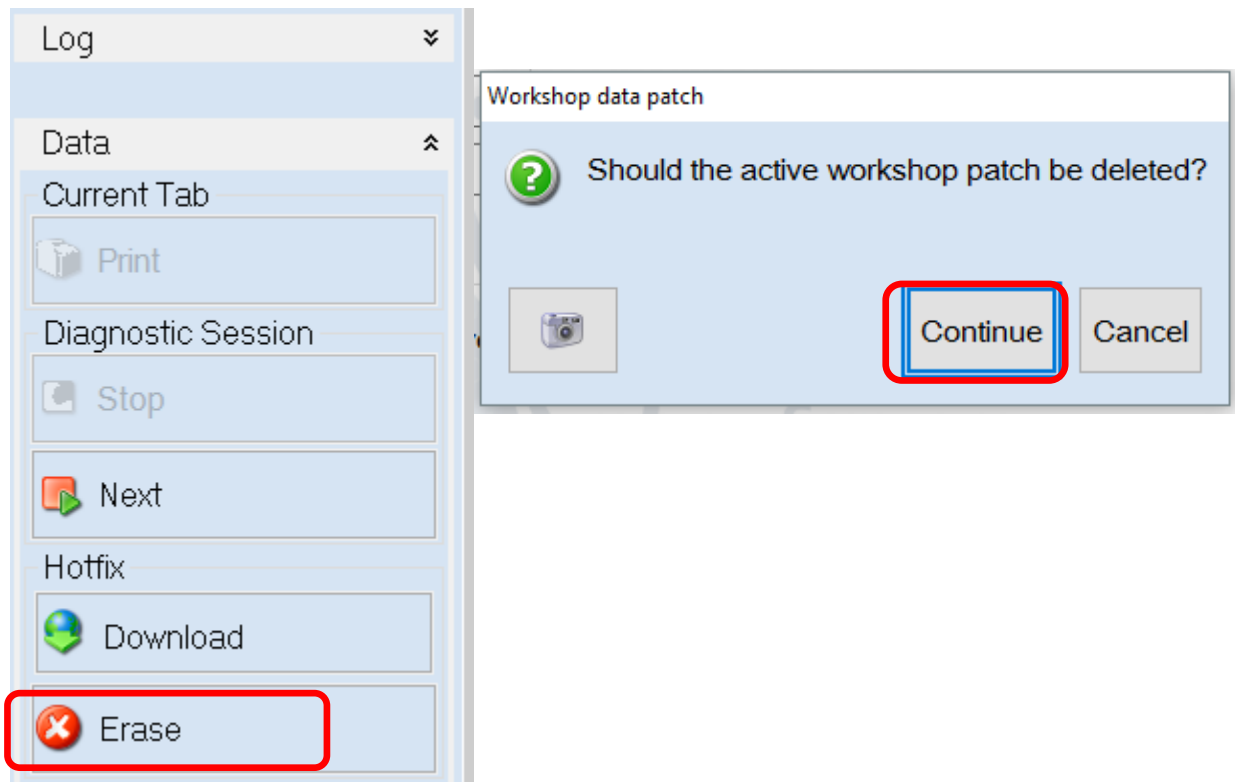 Log
Data
Current Tab
Print
Diagnostic Session
Stop
Next
Hotfix
Download
Erase
Workshop data patch
Should the active workshop patch be deleted?
Continue
Cancel